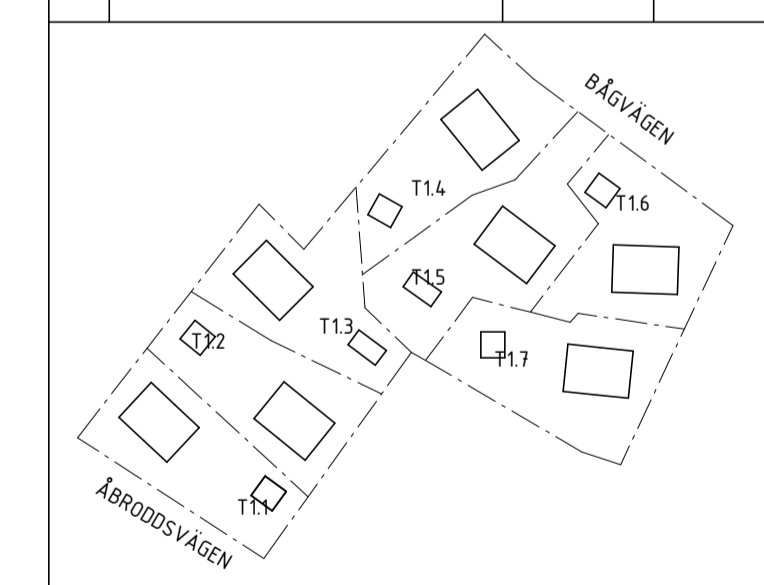 BÅGVÄGEN
T1.4
T1.6
T1.5
T1.3
T1.2
T1.7
T1.1
ÅBRODDSVÄGEN